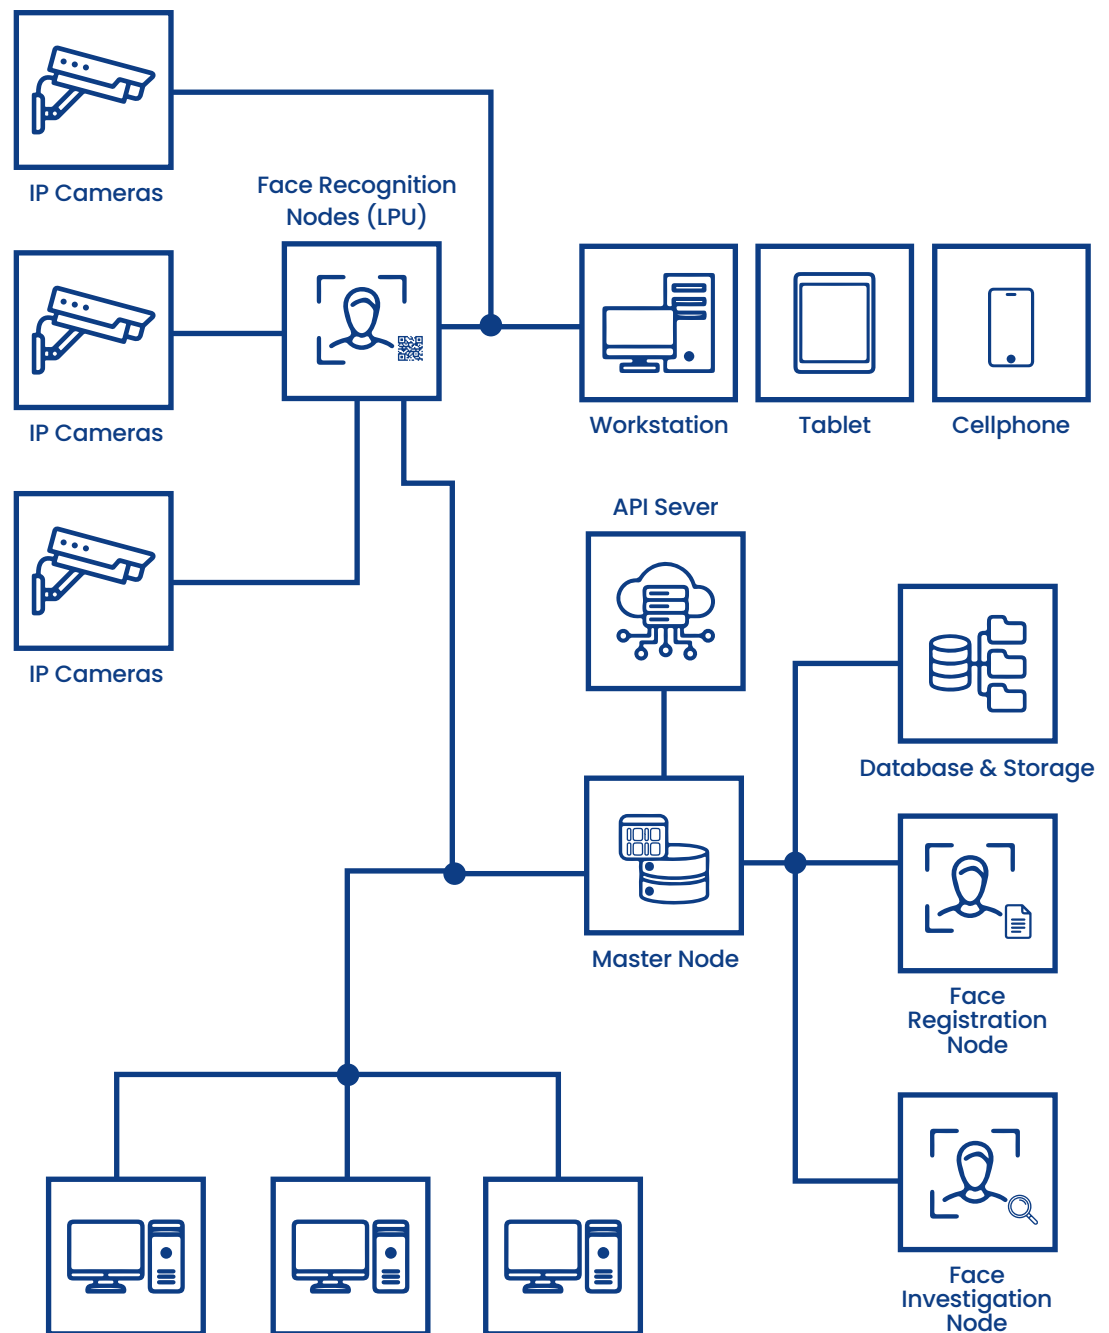 IP Cameras
Face Recognition
Nodes (LPU)
IP Cameras
Workstation
Tablet
Cellphone
API Sever
IP Cameras
Database & Storage
Master Node
Face
Registration
Node
Face
Investigation
Node